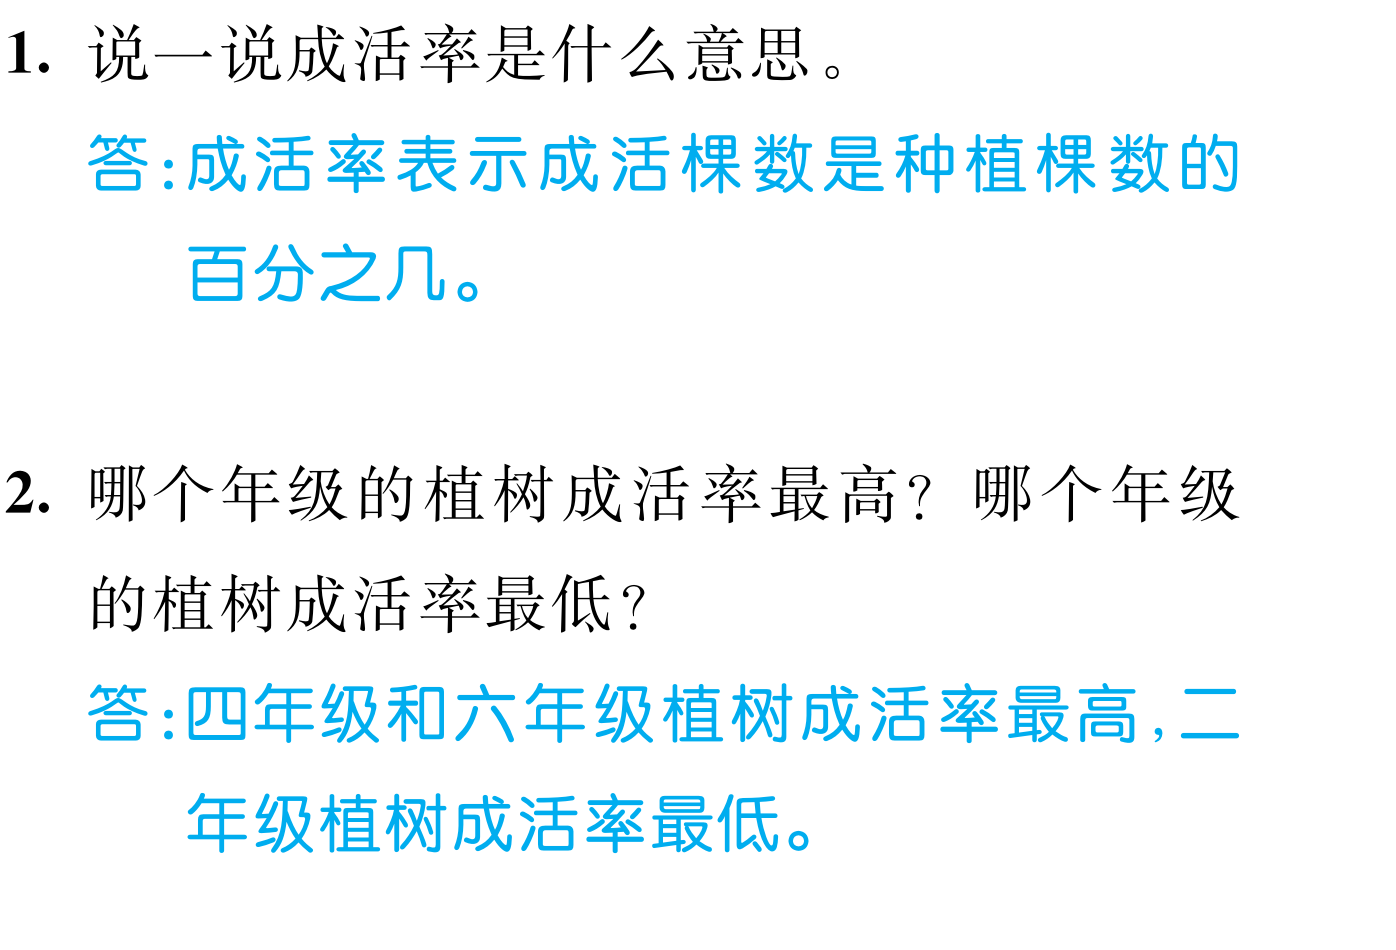 1. 说一说成活率是什么意思。
答:成活率表示成活棵数是种植棵数的
百分之几。
2. 哪个年级的植树成活率最高? 哪个年级
的植树成活率最低?
答:四年级和六年级植树成活率最高,二
年级植树成活率最低。